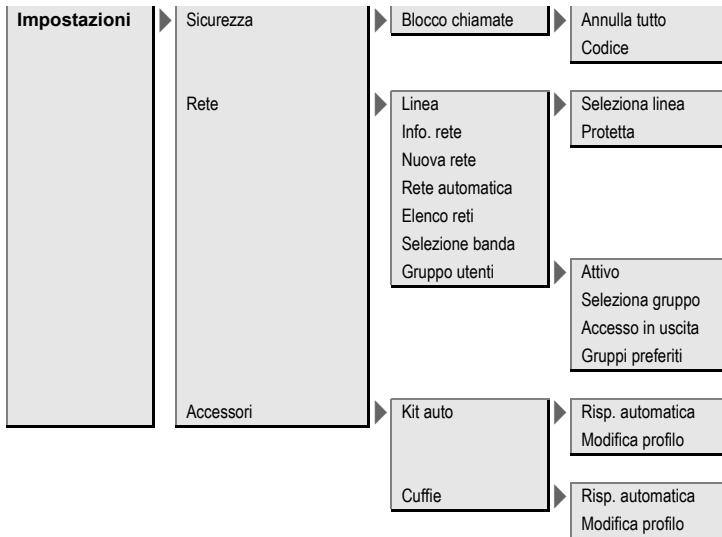 Impostazioni
Sicurezza
Blocco chiamate
Annulla tutto
Codice
Rete
Linea
Seleziona linea
Info. rete
Protetta
Nuova rete
Rete automatica
Elenco reti
Selezione banda
Gruppo utenti
Attivo
Seleziona gruppo
Accesso in uscita
Gruppi preferiti
Accessori
Kit auto
Risp. automatica
Modifica profilo
Cuffie
Risp. automatica
Modifica profilo